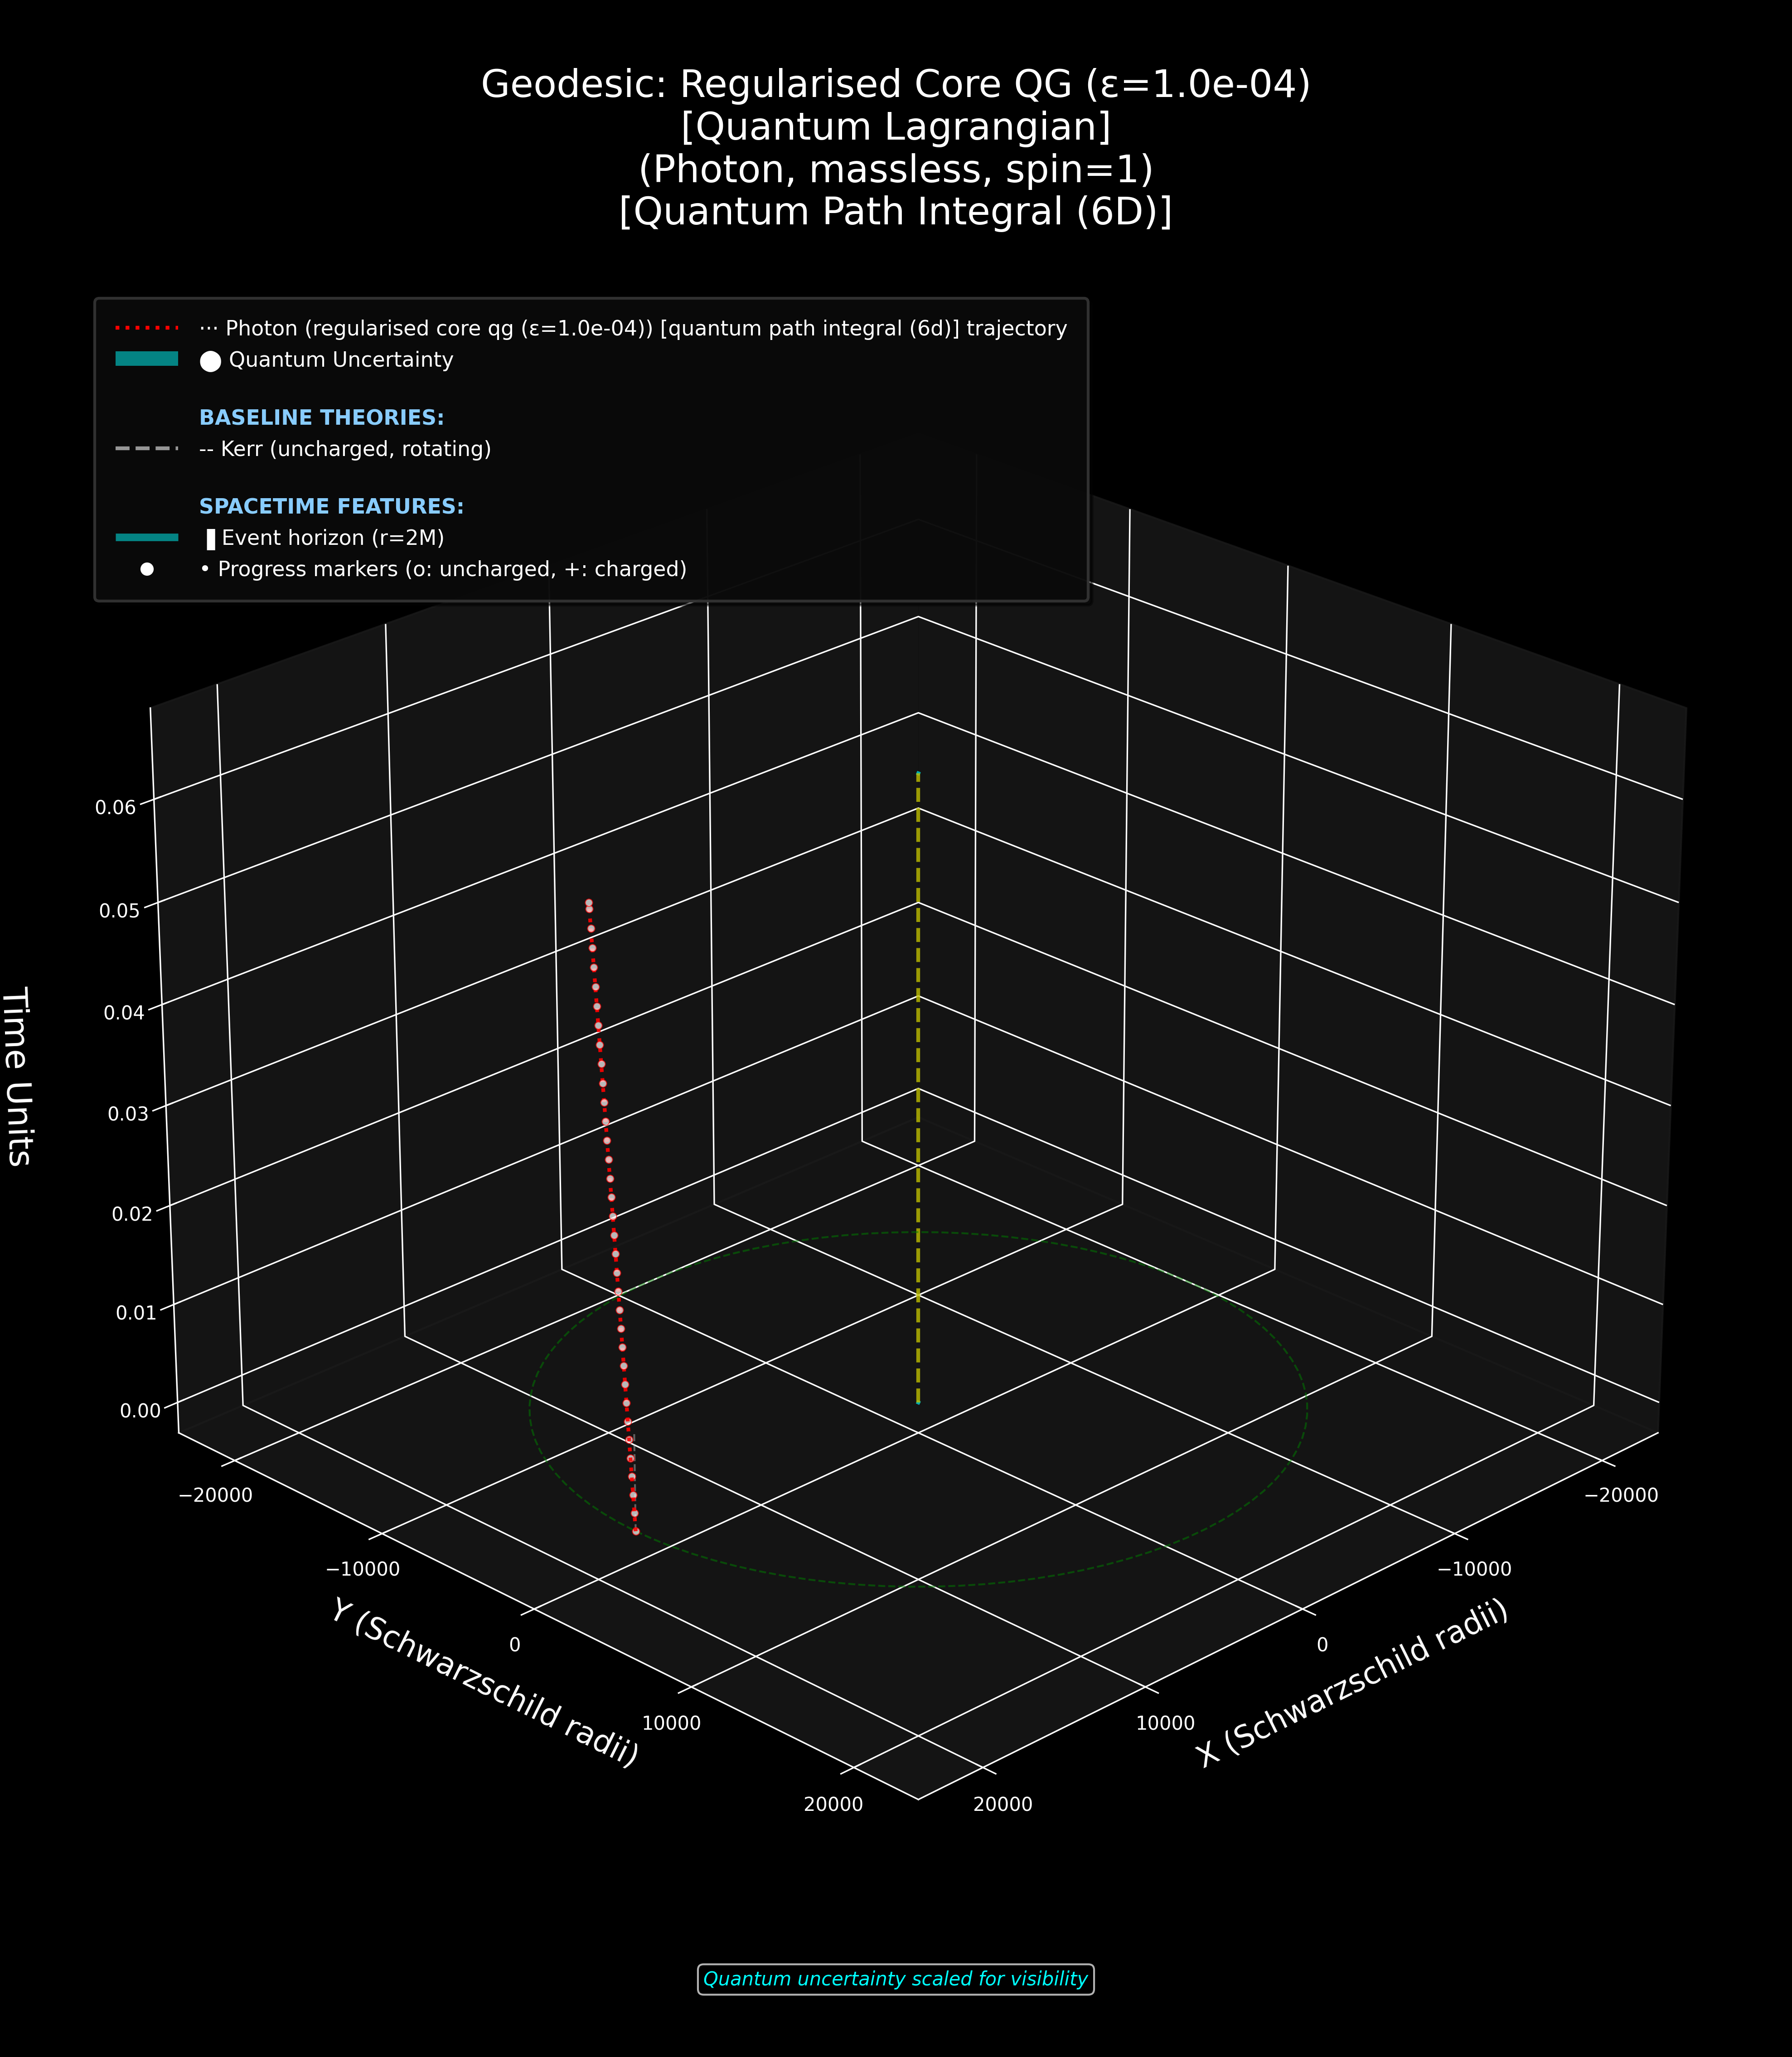 Geodesic: Regularised Core QG (ε=1.0e-04)
[Quantum Lagrangian]
(Photon, massless, spin=1)
[Quantum Path Integral (6D)]
··· Photon (regularised core qg (ε=1.0e-04)) [quantum path integral (6d)] trajectory
● Quantum Uncertainty
BASELINE THEORIES:
-- Kerr (uncharged, rotating)
SPACETIME FEATURES:
▐ Event horizon (r=2M)
• Progress markers (o: uncharged, +: charged)
0.06
0.05
0.04
0.03
0.02
0.01
0.00
Time Units
−20000
−10000
0
10000
20000
Y (Schwarzschild radii)
20000
10000
0
−10000
−20000
X (Schwarzschild radii)
Quantum uncertainty scaled for visibility